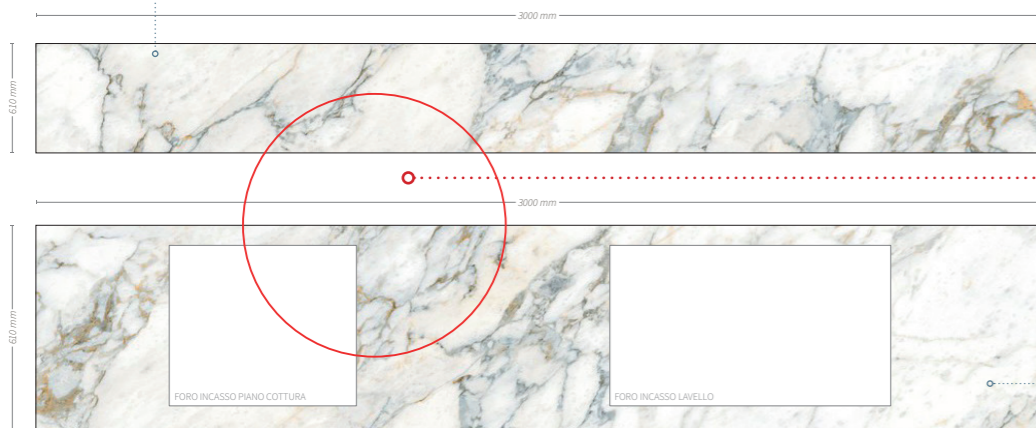 3000 mm
610 mm
3000 mm
610 mm
FORO INCASSO PIANO COTTURA
FORO INCASSO LAVELLO